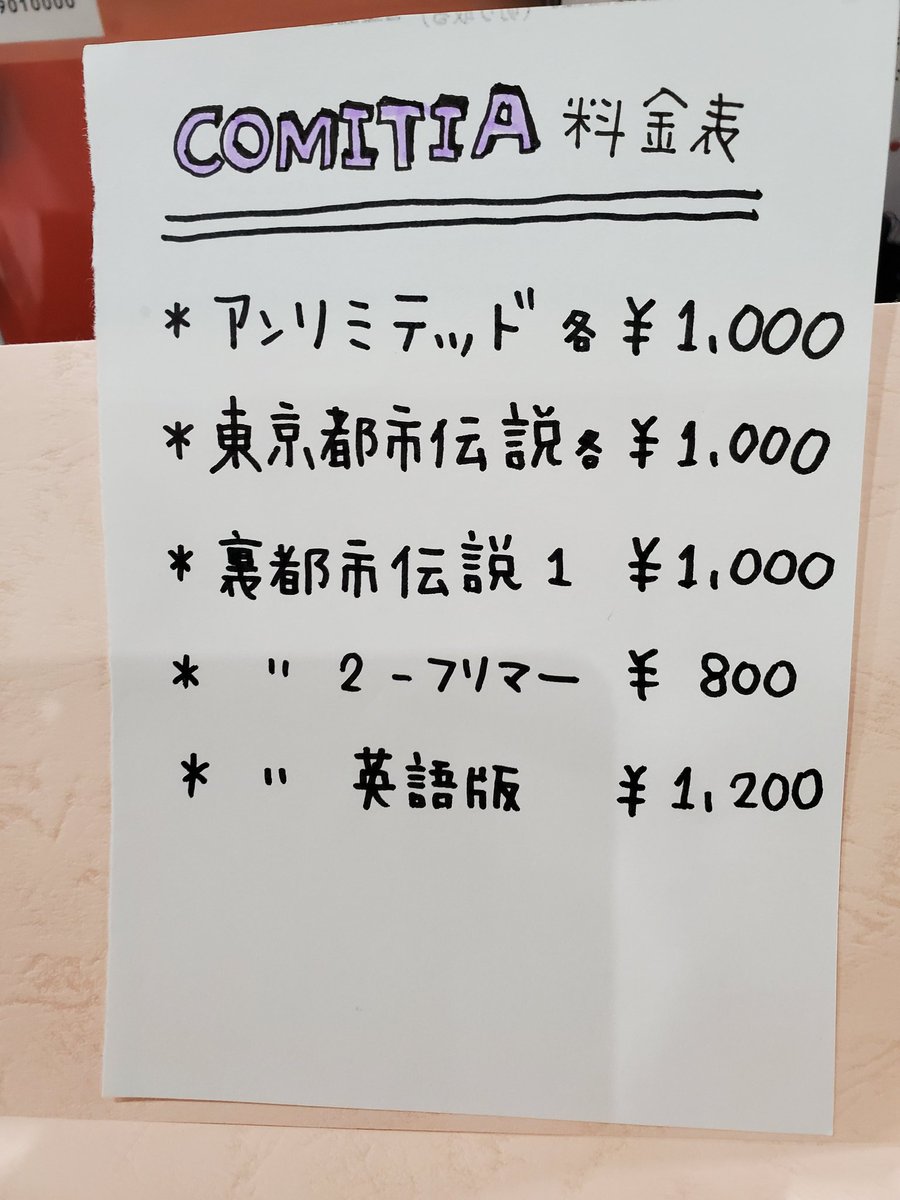 9010000
COMITIA 料金表
* アンリミテッド 各 ¥1,000
* 東京都市伝説 各 ¥1,000
* 裏都市伝説 1 ¥1,000
* 〃 2-フリマー ¥ 800
* 〃 英語版 ¥1,200